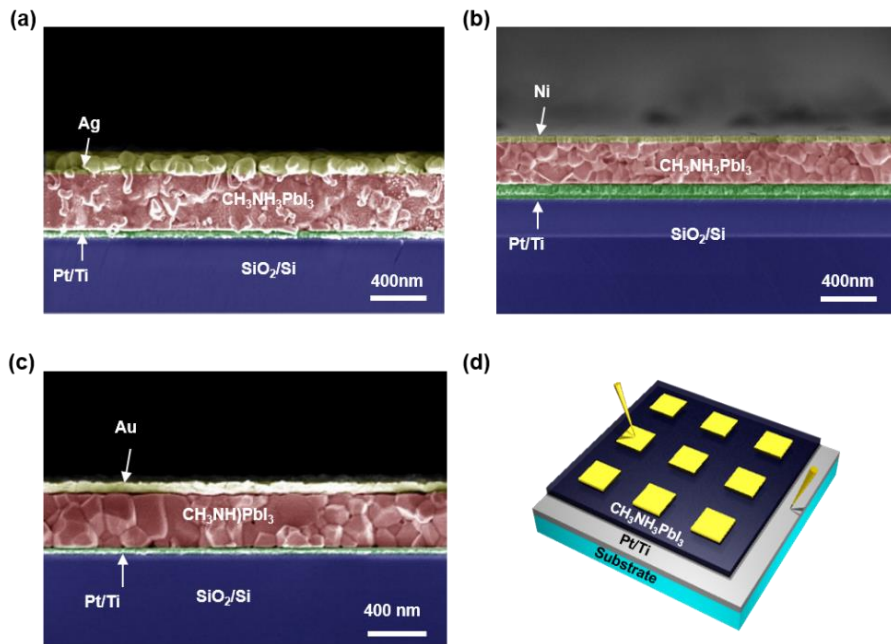 (a)
Ag
CH₃NH₃PbI₃
Pt/Ti
SiO₂/Si
400nm
(b)
Ni
CH₃NH₃PbI₃
Pt/Ti
SiO₂/Si
400nm
(c)
Au
CH₃NH)PbI₃
Pt/Ti
SiO₂/Si
400 nm
(d)
CH₃NH₃PbI₃
Pt/Ti
Substrate